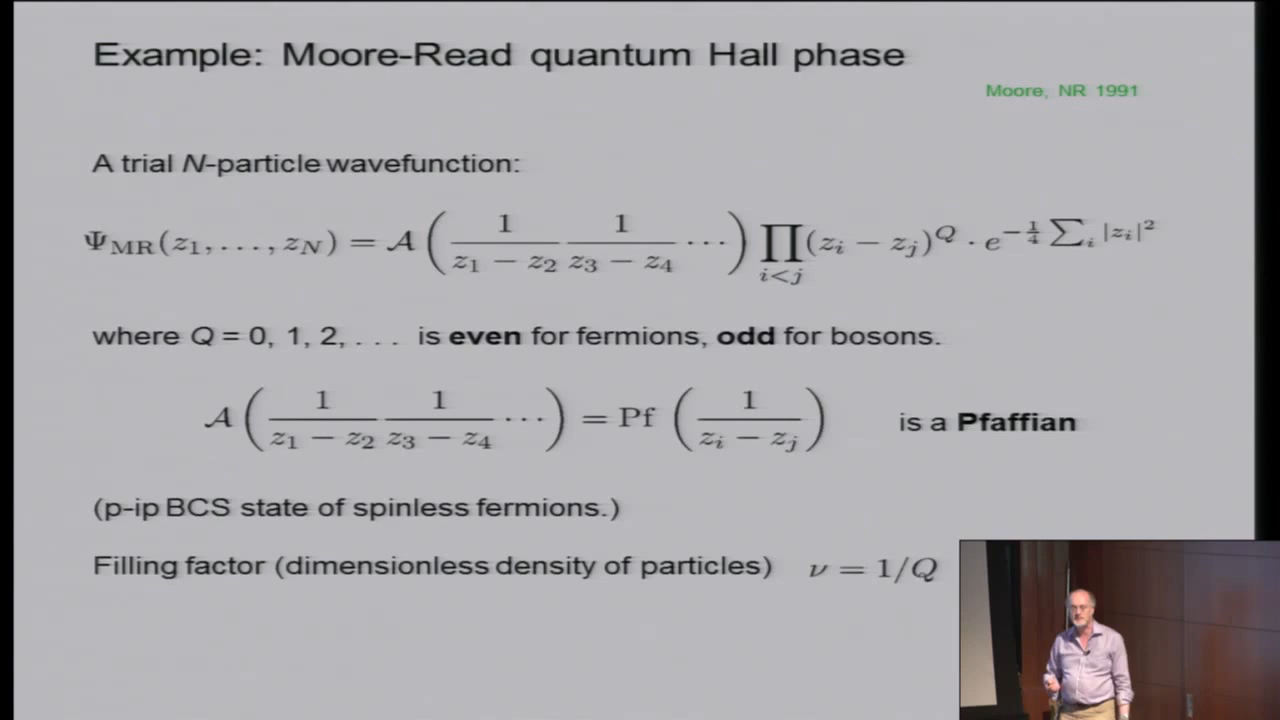 Example: Moore-Read quantum Hall phase
Moore, NR 1991
A trial N-particle wavefunction:
Ψ_MR(z_1, . . . , z_N) = 𝒜 ( 1/(z_1 − z_2) 1/(z_3 − z_4) ⋯ ) ∏_{i<j} (z_i − z_j)^Q · e^{−¼ ∑_i |z_i|^2}
where Q = 0, 1, 2, . . . is even for fermions, odd for bosons.
𝒜 ( 1/(z_1 − z_2) 1/(z_3 − z_4) ⋯ ) = Pf ( 1/(z_i − z_j) ) is a Pfaffian
(p-ip BCS state of spinless fermions.)
Filling factor (dimensionless density of particles) ν = 1/Q